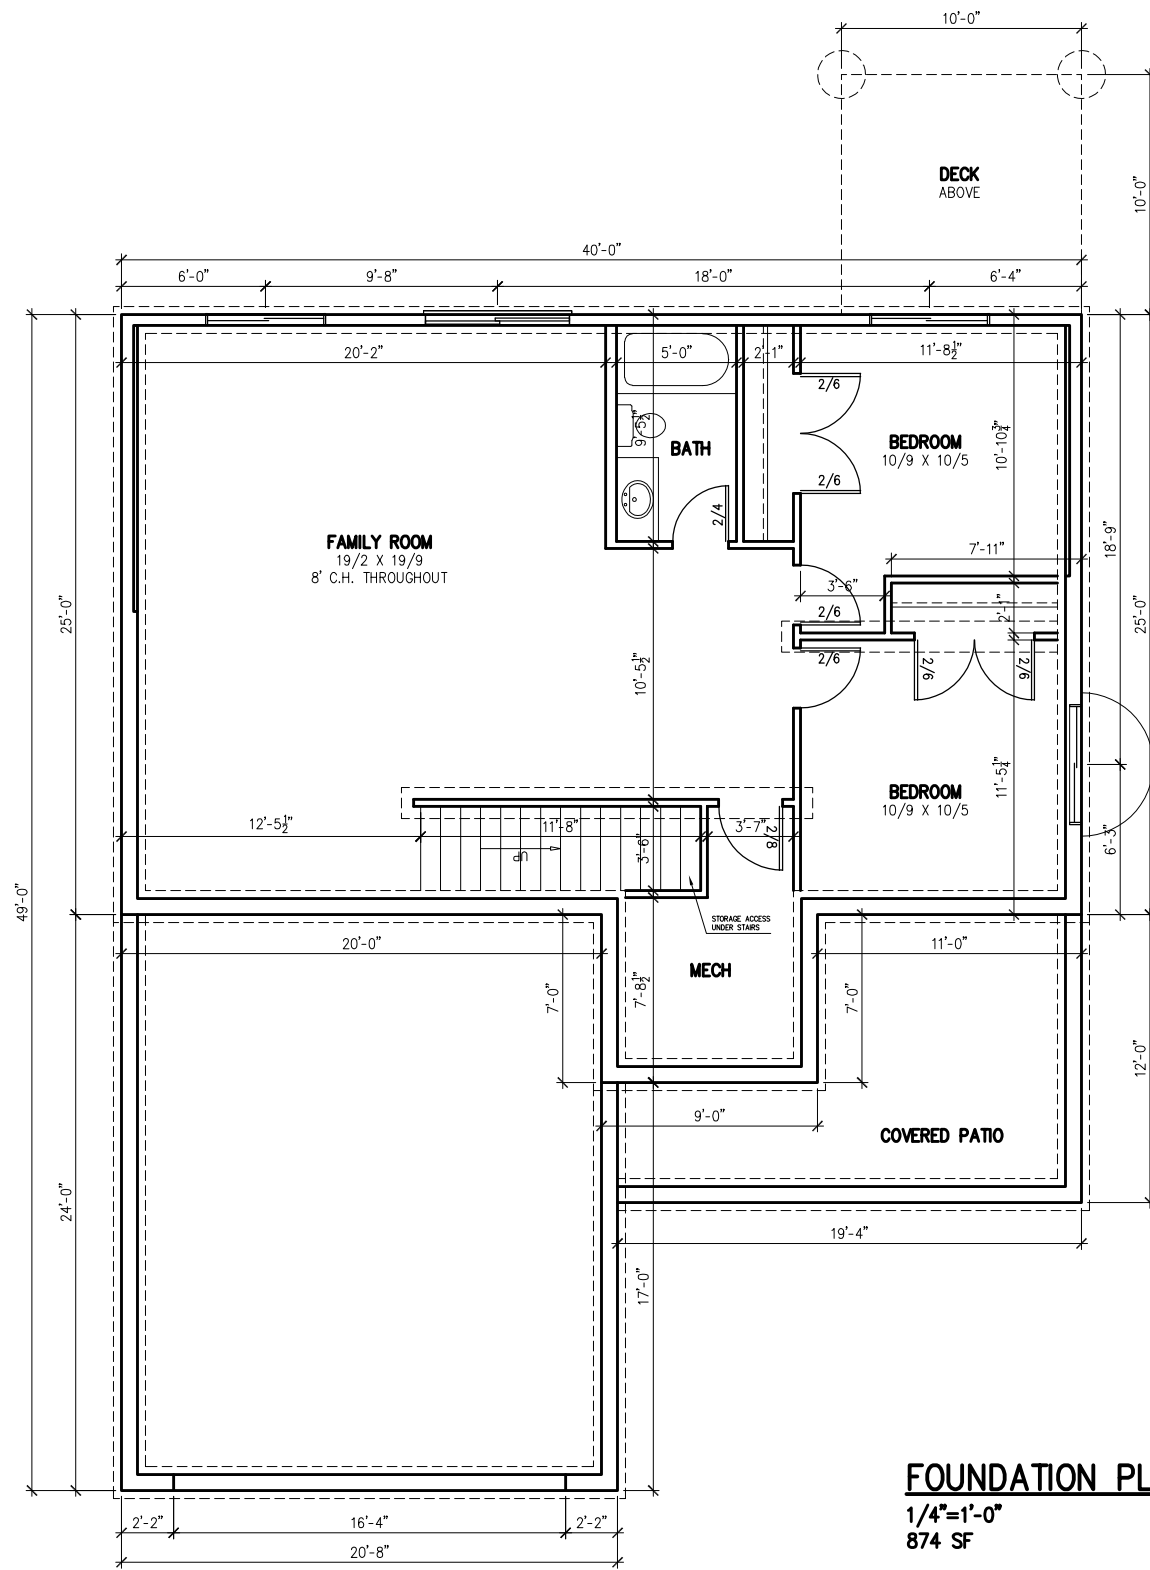 10'-0"
DECK
ABOVE
10'-0"
40'-0"
6'-0"
9'-8"
18'-0"
6'-4"
20'-2"
5'-0"
2'-1"
11'-8½"
2/6
9'-5½"
BATH
BEDROOM
10/9 X 10/5
10'-10¾"
2/6
2/4
FAMILY ROOM
19/2 X 19/9
8' C.H. THROUGHOUT
18'-9"
7'-11"
3'-6"
2/6
2'-1"
25'-0"
25'-0"
10'-5½"
2/6
2/6
2/6
11'-5¼"
BEDROOM
10/9 X 10/5
12'-5½"
11'-8"
3'-7"
2/8
3'-6"
UP
6'-3"
49'-0"
STORAGE ACCESS
UNDER STAIRS
20'-0"
11'-0"
MECH
7'-0"
7'-8½"
7'-0"
12'-0"
9'-0"
COVERED PATIO
24'-0"
19'-4"
17'-0"
2'-2"
16'-4"
2'-2"
20'-8"
FOUNDATION PL
1/4"=1'-0"
874 SF